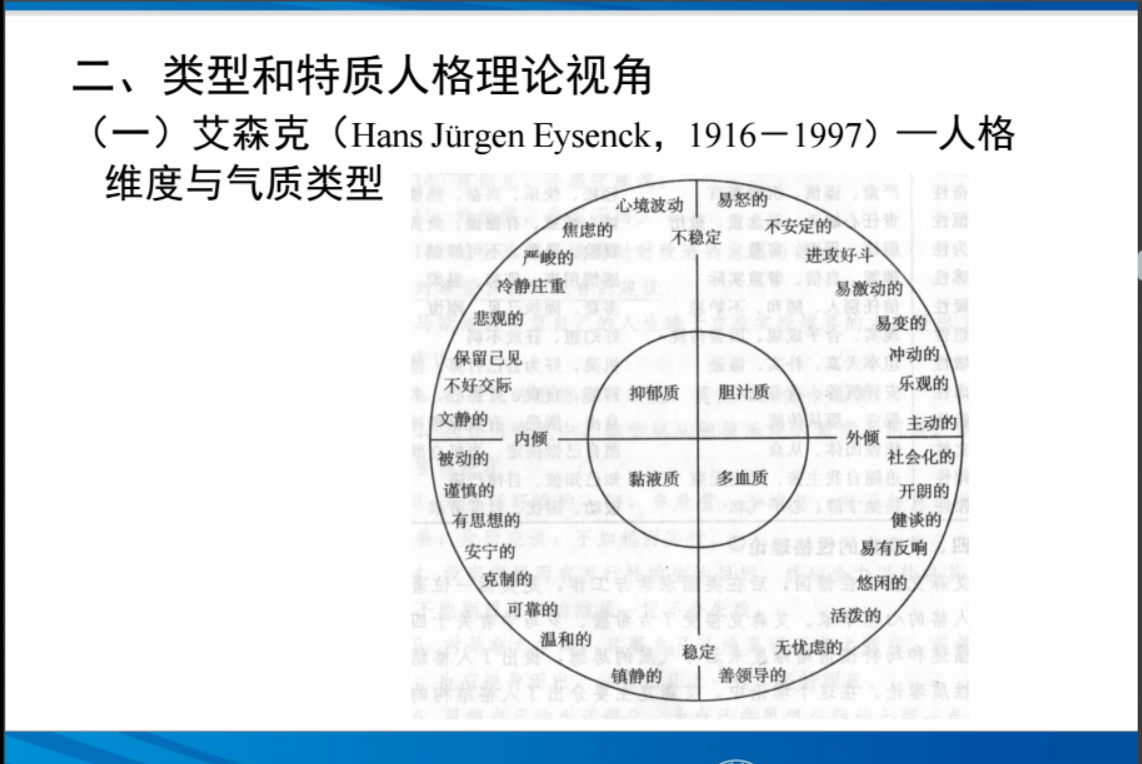 二、类型和特质人格理论视角
（一）艾森克（Hans Jürgen Eysenck，1916－1997）—人格
维度与气质类型
心境波动
易怒的
焦虑的
不稳定
不安定的
严峻的
进攻好斗
冷静庄重
易激动的
悲观的
易变的
保留己见
冲动的
不好交际
抑郁质
胆汁质
乐观的
文静的
主动的
内倾
外倾
被动的
社会化的
谨慎的
黏液质
多血质
开朗的
有思想的
健谈的
安宁的
易有反响
克制的
悠闲的
可靠的
活泼的
温和的
稳定
无忧虑的
镇静的
善领导的